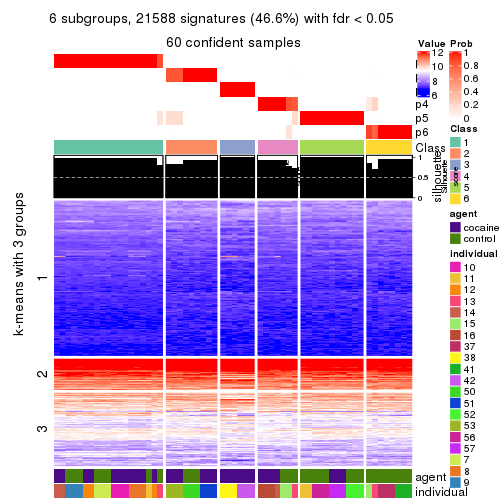 6 subgroups, 21588 signatures (46.6%) with fdr < 0.05
60 confident samples
Value
12
10
8
6
Prob
1
0.8
0.6
0.4
0.2
0
p4
p5
p6
Class
1
0.5
0
silhouette
Class
1
2
3
4
5
6
agent
cocaine
control
Individual
10
11
12
13
14
15
16
37
38
41
42
50
51
52
53
56
57
7
8
9
k-means with 3 groups
1
2
3
agent
individual